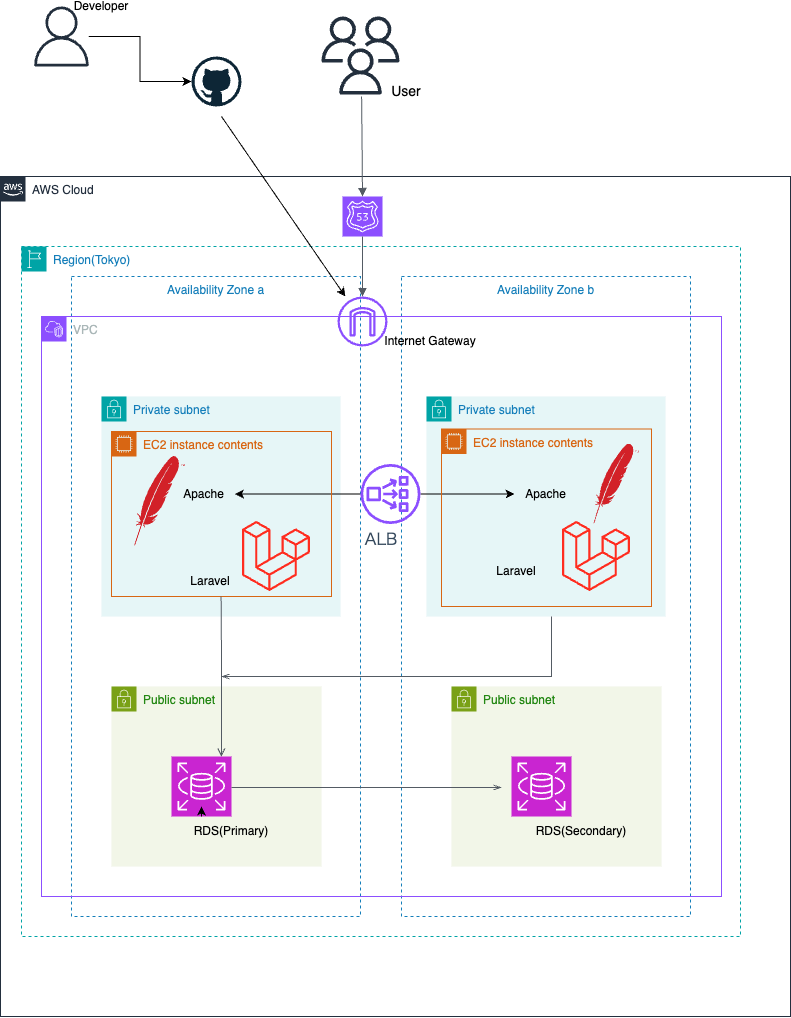 Developer
User
aws
AWS Cloud
53
Region(Tokyo)
Availability Zone a
Availability Zone b
VPC
Internet Gateway
Private subnet
Private subnet
EC2 instance contents
EC2 instance contents
Apache
Apache
ALB
Laravel
Laravel
Public subnet
Public subnet
RDS(Primary)
RDS(Secondary)